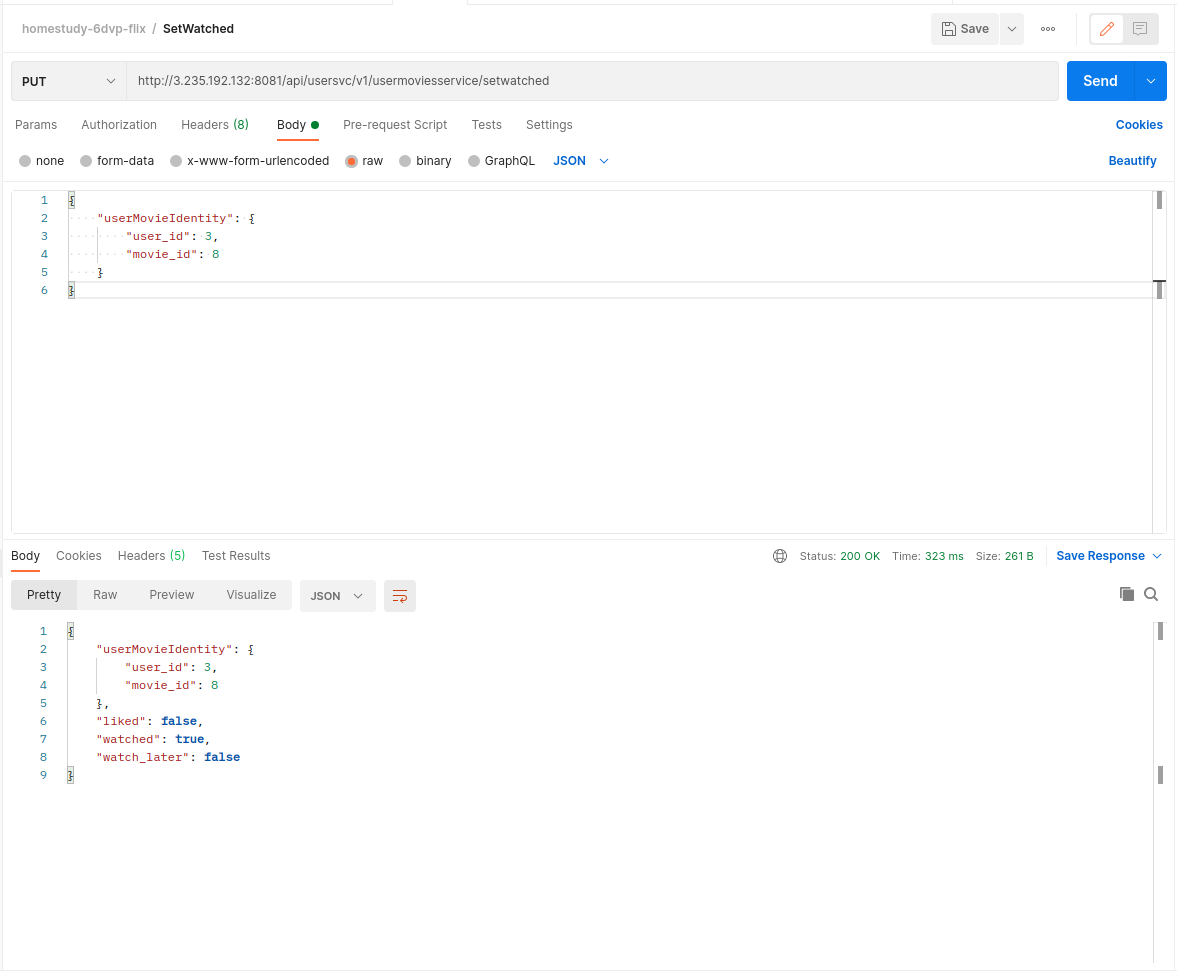 homestudy-6dvp-flix / SetWatched Save
PUT http://3.235.192.132:8081/api/usersvc/v1/usermoviesservice/setwatched Send
Params Authorization Headers (8) Body Pre-request Script Tests Settings Cookies
none form-data x-www-form-urlencoded raw binary GraphQL JSON Beautify
1 {
2 "userMovieIdentity": {
3 "user_id": 3,
4 "movie_id": 8
5 }
6 }
Body Cookies Headers (5) Test Results Status: 200 OK Time: 323 ms Size: 261 B Save Response
Pretty Raw Preview Visualize JSON
1 {
2 "userMovieIdentity": {
3 "user_id": 3,
4 "movie_id": 8
5 },
6 "liked": false,
7 "watched": true,
8 "watch_later": false
9 }